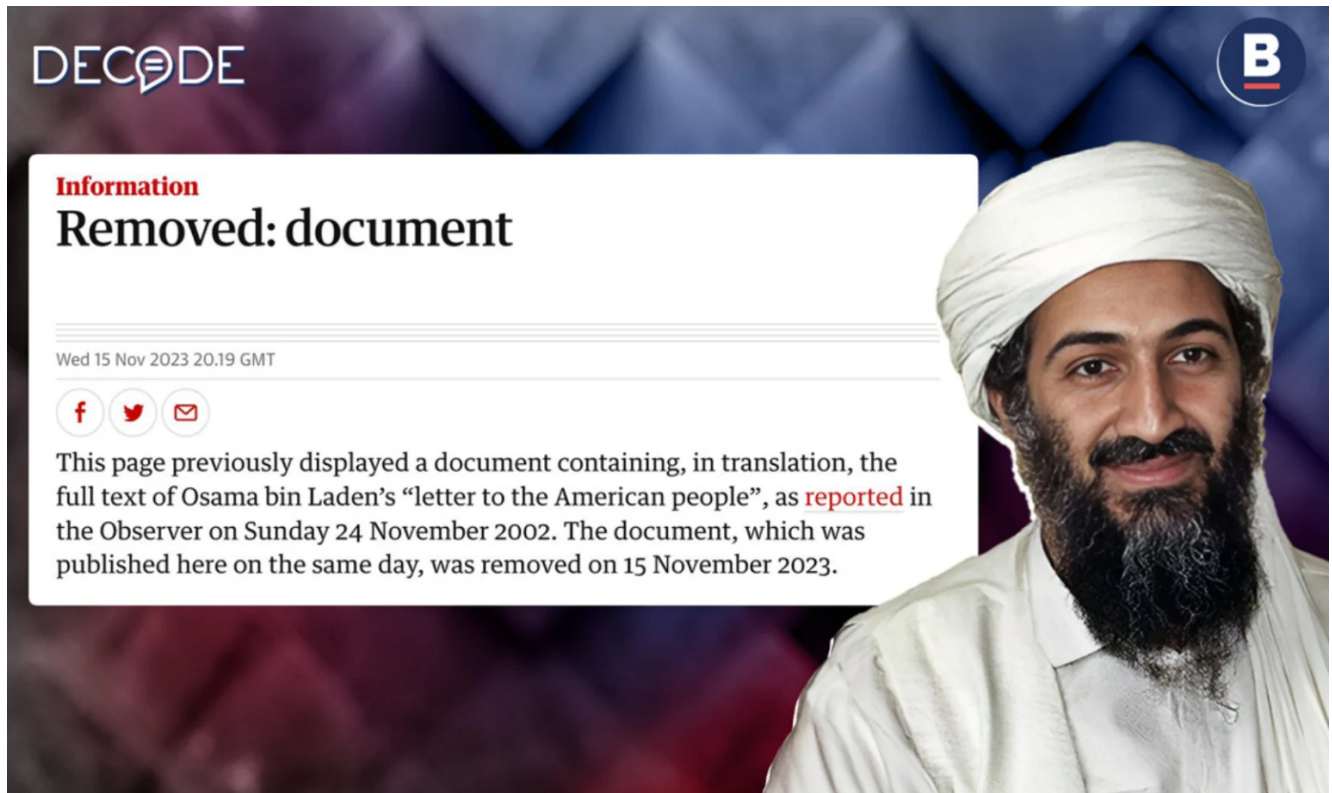 DECODE
B
Information
Removed: document
Wed 15 Nov 2023 20.19 GMT
f
This page previously displayed a document containing, in translation, the
full text of Osama bin Laden’s “letter to the American people”, as reported in
the Observer on Sunday 24 November 2002. The document, which was
published here on the same day, was removed on 15 November 2023.